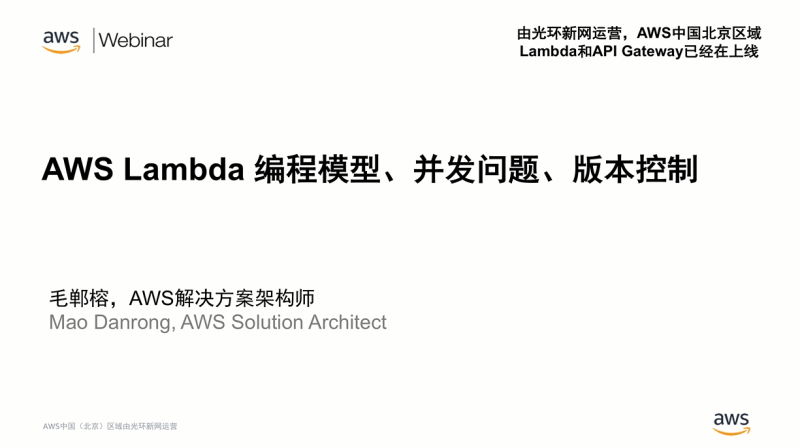 aws Webinar
由光环新网运营，AWS中国北京区域
Lambda和API Gateway已经在上线
AWS Lambda 编程模型、并发问题、版本控制
毛郸榕，AWS解决方案架构师
Mao Danrong, AWS Solution Architect
AWS中国（北京）区域由光环新网运营
aws